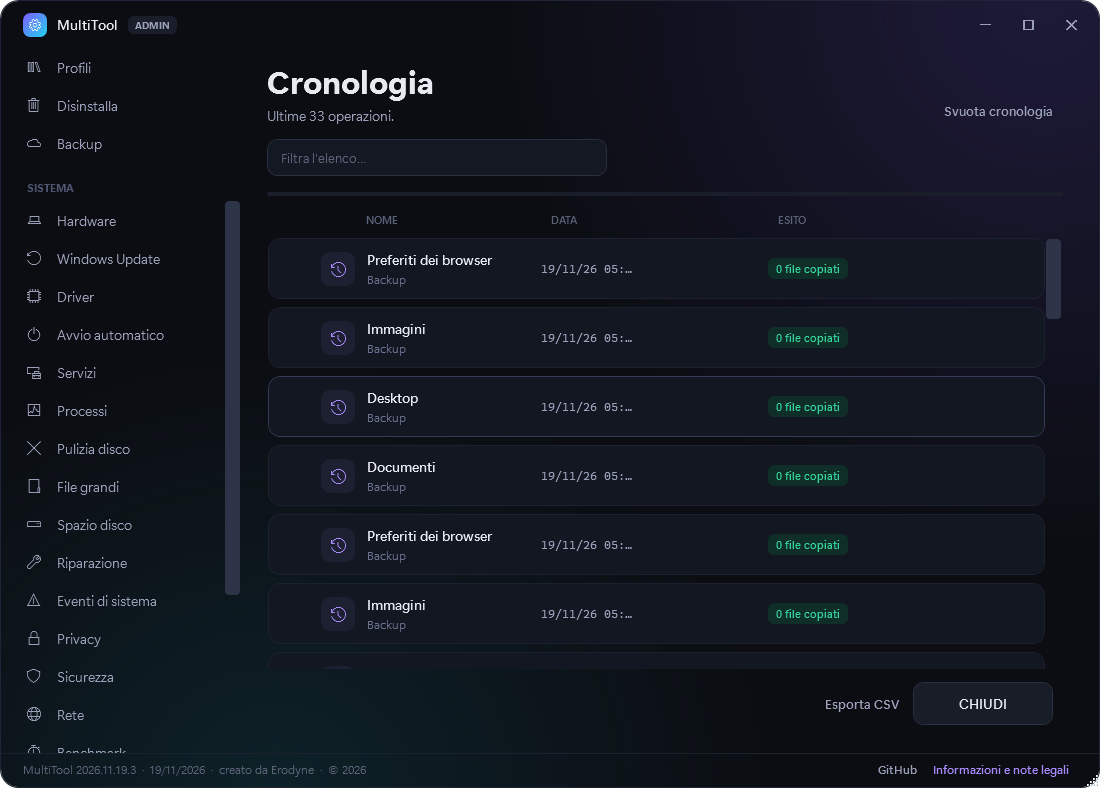 MultiTool ADMIN
Profili
Disinstalla
Backup
SISTEMA
Hardware
Windows Update
Driver
Avvio automatico
Servizi
Processi
Pulizia disco
File grandi
Spazio disco
Riparazione
Eventi di sistema
Privacy
Sicurezza
Rete
Benchmark
Cronologia
Ultime 33 operazioni.
Svuota cronologia
Filtra l'elenco...
NOME DATA ESITO
Preferiti dei browser
Backup
19/11/26 05:…
0 file copiati
Immagini
Backup
19/11/26 05:…
0 file copiati
Desktop
Backup
19/11/26 05:…
0 file copiati
Documenti
Backup
19/11/26 05:…
0 file copiati
Preferiti dei browser
Backup
19/11/26 05:…
0 file copiati
Immagini
Backup
19/11/26 05:…
0 file copiati
Esporta CSV
CHIUDI
MultiTool 2026.11.19.3 · 19/11/2026 · creato da Erodyne · © 2026
GitHub
Informazioni e note legali